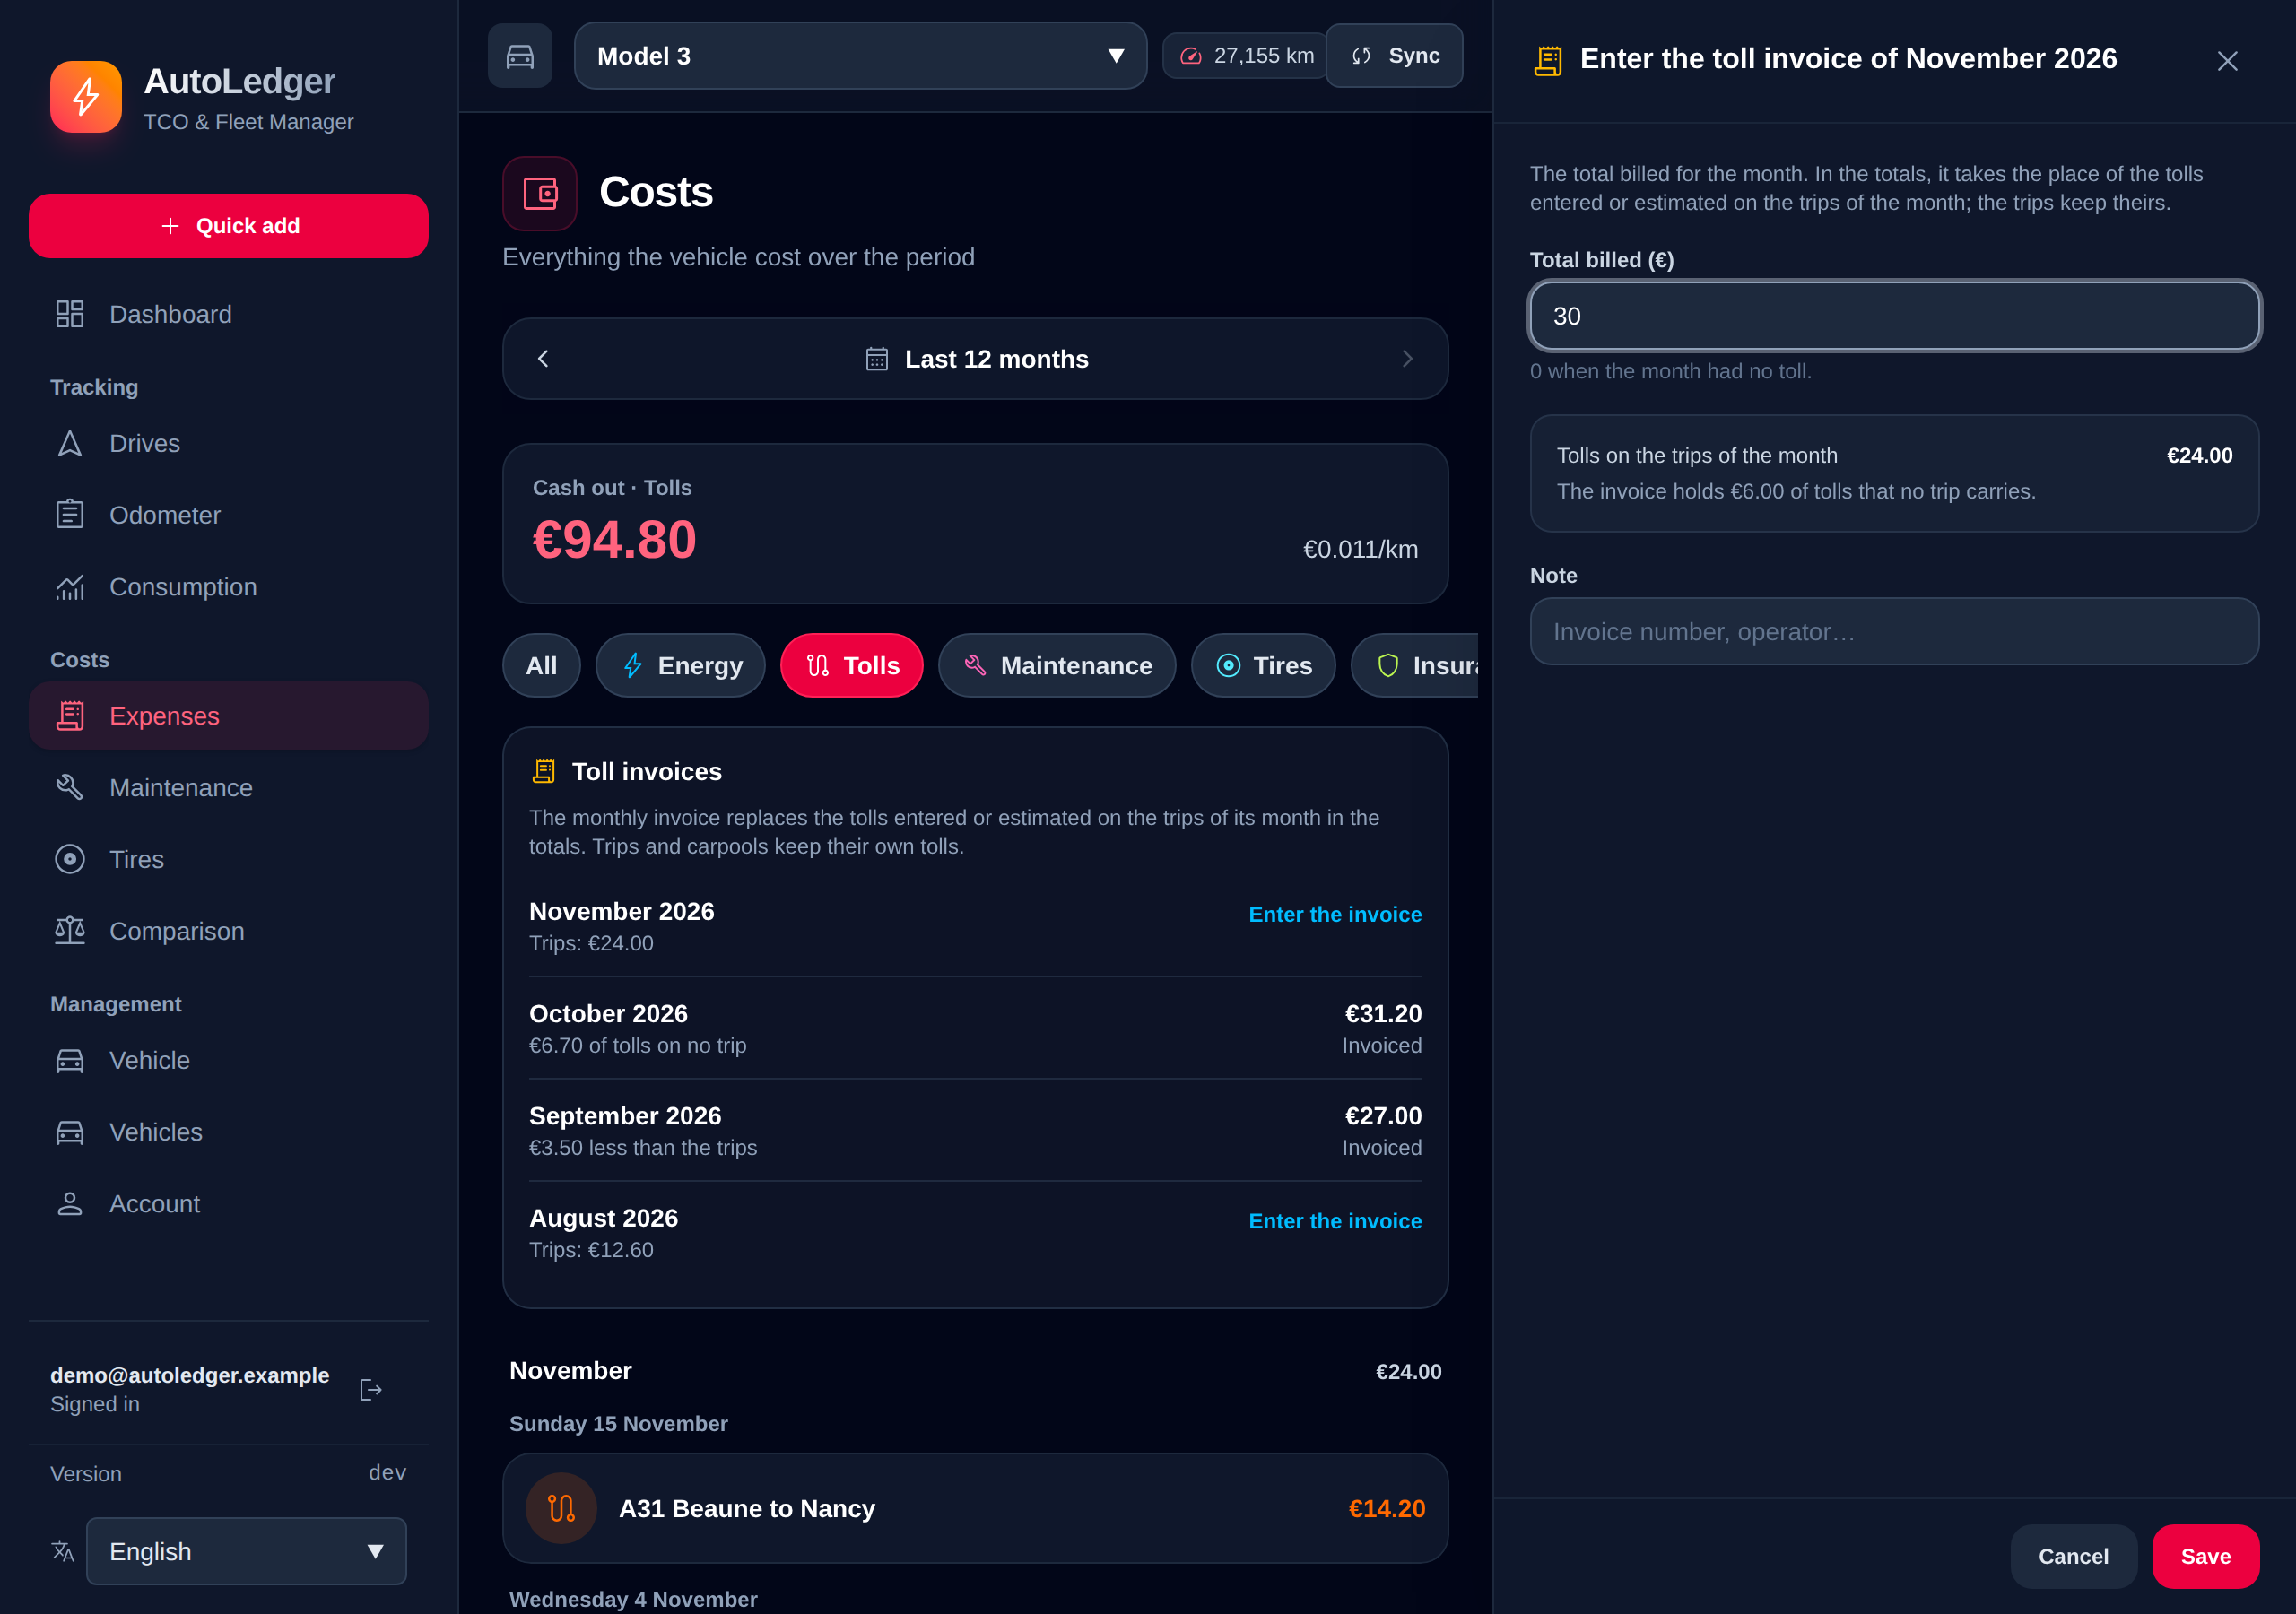 AutoLedger
TCO & Fleet Manager
Quick add
Dashboard
Tracking
Drives
Odometer
Consumption
Costs
Expenses
Maintenance
Tires
Comparison
Management
Vehicle
Vehicles
Account
demo@autoledger.example
Signed in
Version dev
English
Model 3
27,155 km
Sync
Costs
Everything the vehicle cost over the period
Last 12 months
Cash out · Tolls
€94.80
€0.011/km
All Energy Tolls Maintenance Tires Insura
Toll invoices
The monthly invoice replaces the tolls entered or estimated on the trips of its month in the
totals. Trips and carpools keep their own tolls.
November 2026
Enter the invoice
Trips: €24.00
October 2026 €31.20
€6.70 of tolls on no trip Invoiced
September 2026 €27.00
€3.50 less than the trips Invoiced
August 2026
Enter the invoice
Trips: €12.60
November €24.00
Sunday 15 November
A31 Beaune to Nancy €14.20
Wednesday 4 November
Enter the toll invoice of November 2026
The total billed for the month. In the totals, it takes the place of the tolls
entered or estimated on the trips of the month; the trips keep theirs.
Total billed (€)
30
0 when the month had no toll.
Tolls on the trips of the month €24.00
The invoice holds €6.00 of tolls that no trip carries.
Note
Invoice number, operator…
Cancel
Save